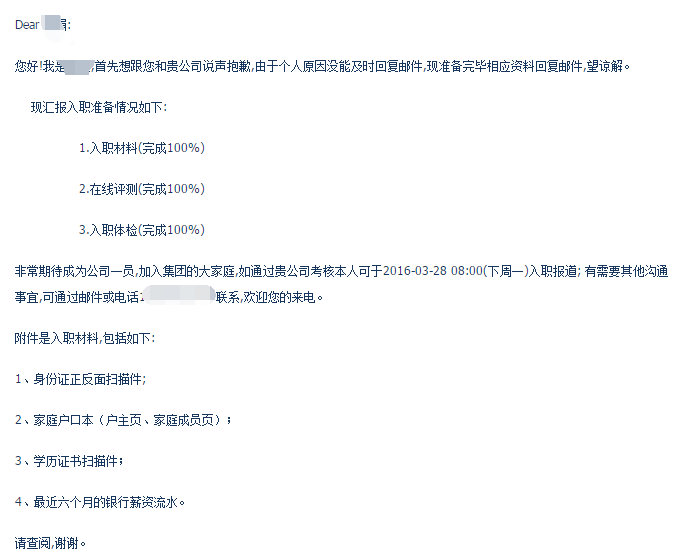 Dear 娟:
您好!我是,首先想跟您和贵公司说声抱歉,由于个人原因没能及时回复邮件,现准备完毕相应资料回复邮件,望谅解。
现汇报入职准备情况如下:
1.入职材料(完成100%)
2.在线评测(完成100%)
3.入职体检(完成100%)
非常期待成为公司一员,加入集团的大家庭,如通过贵公司考核本人可于2016-03-28 08:00(下周一)入职报道; 有需要其他沟通
事宜,可通过邮件或电话1联系,欢迎您的来电。
附件是入职材料,包括如下:
1、身份证正反面扫描件;
2、家庭户口本（户主页、家庭成员页）;
3、学历证书扫描件;
4、最近六个月的银行薪资流水。
请查阅,谢谢。